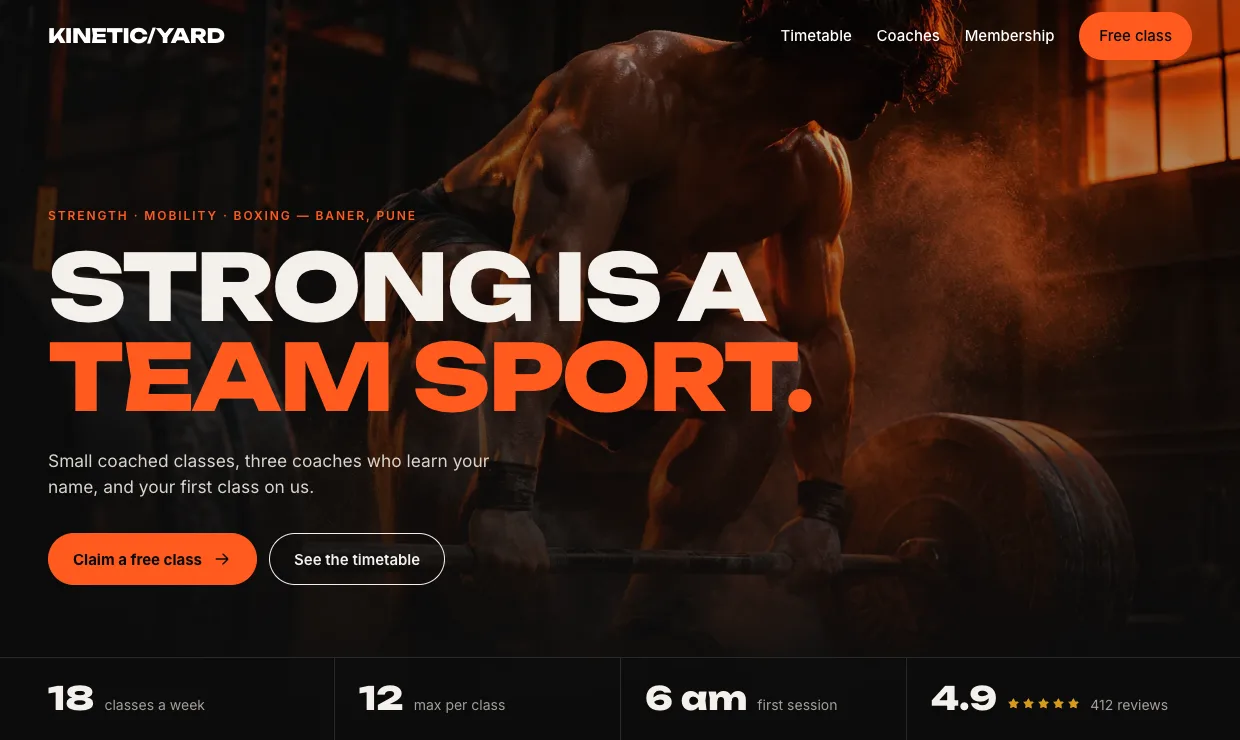 KINETIC/YARD
Timetable Coaches Membership Free class
STRENGTH · MOBILITY · BOXING — BANER, PUNE
STRONG IS A
TEAM SPORT.
Small coached classes, three coaches who learn your
name, and your first class on us.
Claim a free class → See the timetable
18 classes a week
12 max per class
6 am first session
4.9 ★★★★★ 412 reviews